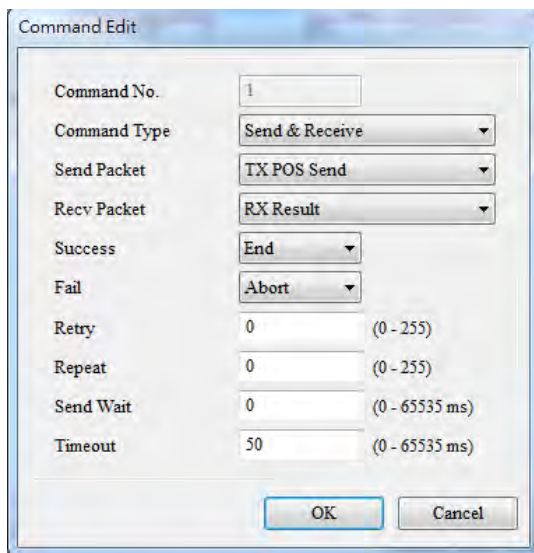 Command Edit
Command No. 1
Command Type Send & Receive
Send Packet TX POS Send
Recv Packet RX Result
Success End
Fail Abort
Retry 0 (0 - 255)
Repeat 0 (0 - 255)
Send Wait 0 (0 - 65535 ms)
Timeout 50 (0 - 65535 ms)
OK Cancel